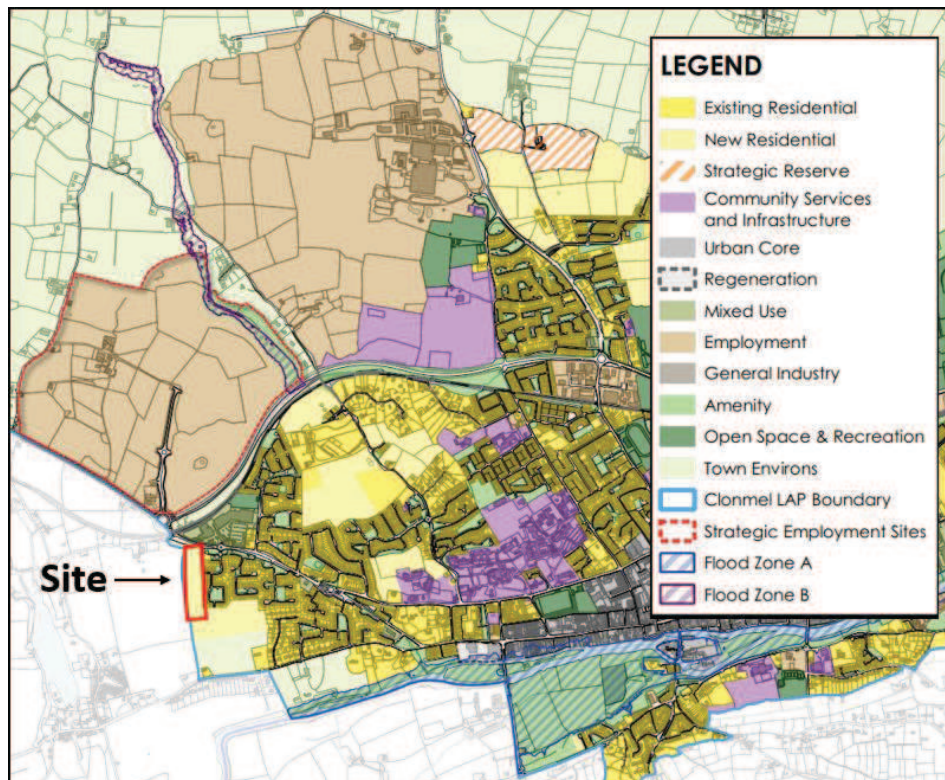 LEGEND
Existing Residential
New Residential
Strategic Reserve
Community Services
and Infrastructure
Urban Core
Regeneration
Mixed Use
Employment
General Industry
Amenity
Open Space & Recreation
Town Environs
Clonmel LAP Boundary
Strategic Employment Sites
Flood Zone A
Flood Zone B
Site